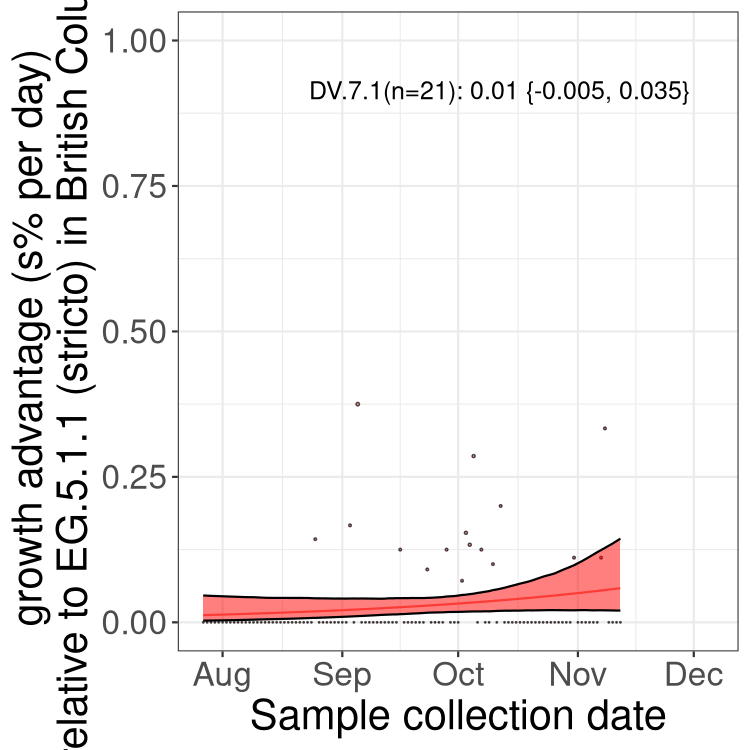 growth advantage (s% per day)
relative to EG.5.1.1 (stricto) in British
1.00
0.75
0.50
0.25
0.00
DV.7.1(n=21): 0.01 {-0.005, 0.035}
Aug Sep Oct Nov Dec
Sample collection date